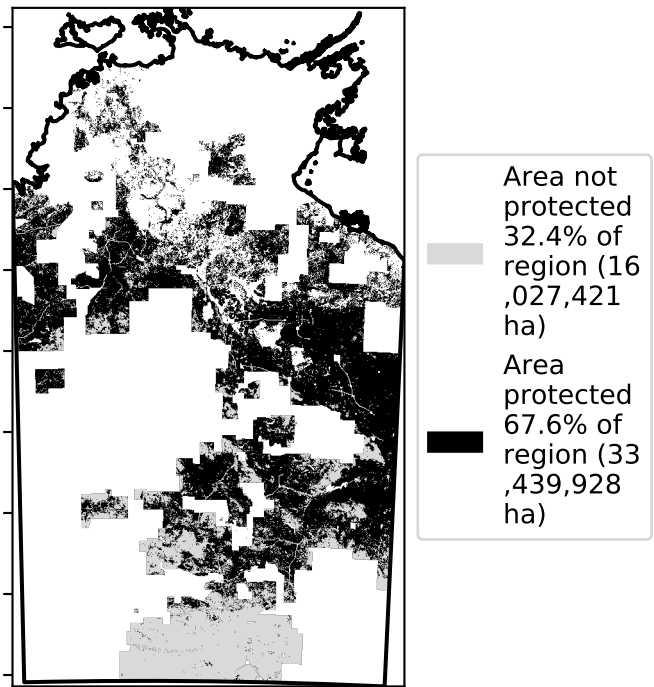 Area not
protected
32.4% of
region (16
,027,421
ha)
Area
protected
67.6% of
region (33
,439,928
ha)